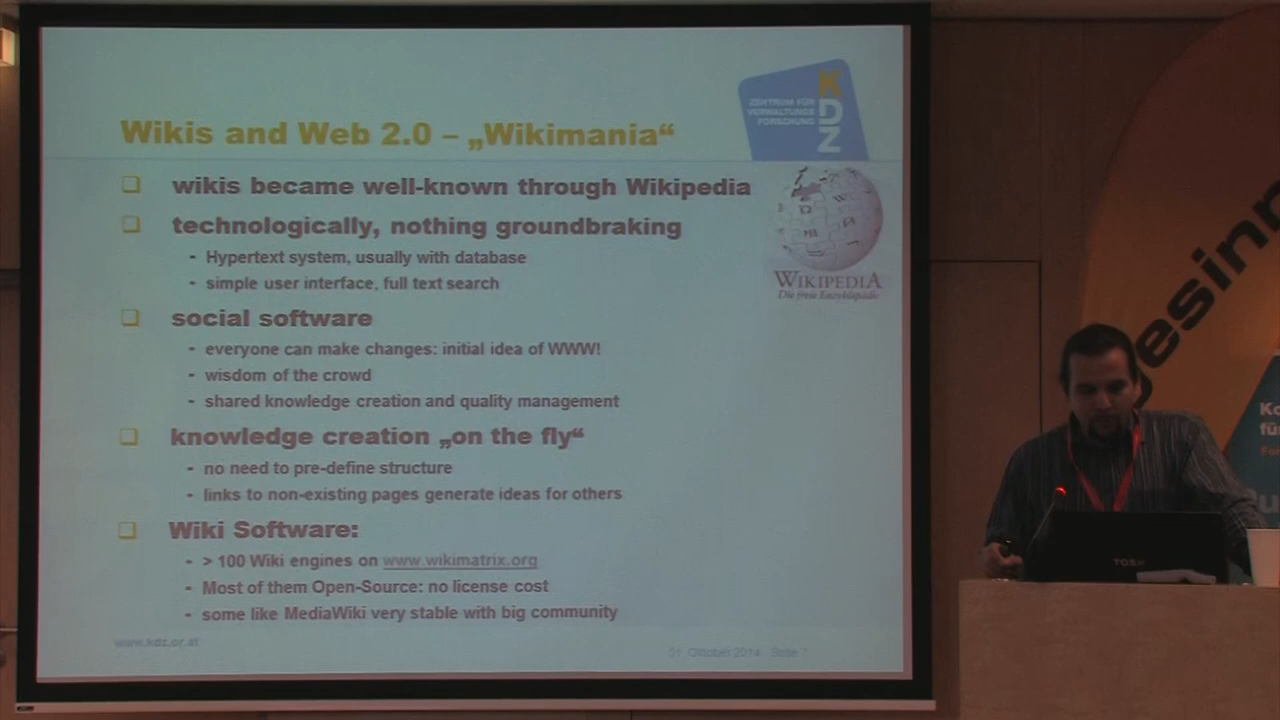 KDZ
ZENTRUM FÜR
VERWALTUNGS
FORSCHUNG
Wikis and Web 2.0 – „Wikimania“
wikis became well-known through Wikipedia
technologically, nothing groundbraking
- Hypertext system, usually with database
- simple user interface, full text search
WIKIPEDIA
Die freie Enzyklopädie
social software
- everyone can make changes: initial idea of WWW!
- wisdom of the crowd
- shared knowledge creation and quality management
knowledge creation „on the fly“
- no need to pre-define structure
- links to non-existing pages generate ideas for others
Wiki Software:
- > 100 Wiki engines on www.wikimatrix.org
- Most of them Open-Source: no license cost
- some like MediaWiki very stable with big community
www.kdz.or.at
31. Oktober 2014 Seite 7
esinn
Ko
fü
TOSH